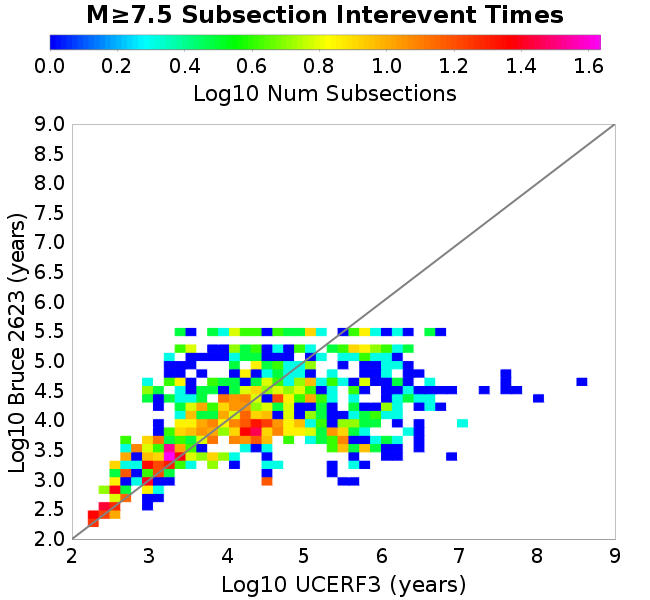 M≥7.5 Subsection Interevent Times
0.0 0.2 0.4 0.6 0.8 1.0 1.2 1.4 1.6
Log10 Num Subsections
Log10 Bruce 2623 (years)
9.0
8.5
8.0
7.5
7.0
6.5
6.0
5.5
5.0
4.5
4.0
3.5
3.0
2.5
2.0
2 3 4 5 6 7 8 9
Log10 UCERF3 (years)